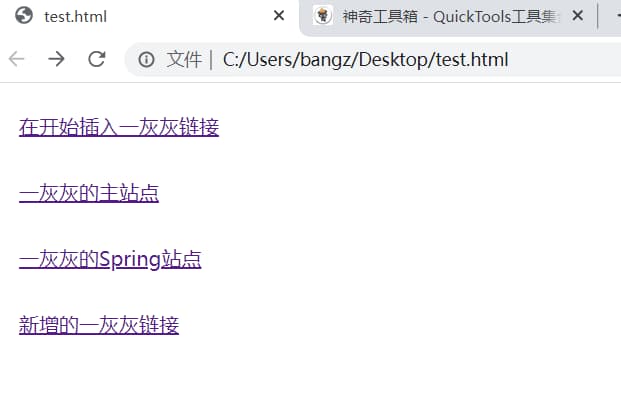 test.html
神奇工具箱 - QuickTools工具集
文件 | C:/Users/bangz/Desktop/test.html
在开始插入一灰灰链接
一灰灰的主站点
一灰灰的Spring站点
新增的一灰灰链接